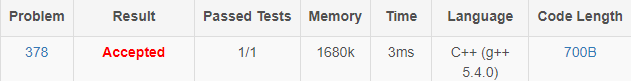 Problem Result Passed Tests Memory Time Language Code Length
378 Accepted 1/1 1680k 3ms C++ (g++ 700B
5.4.0)